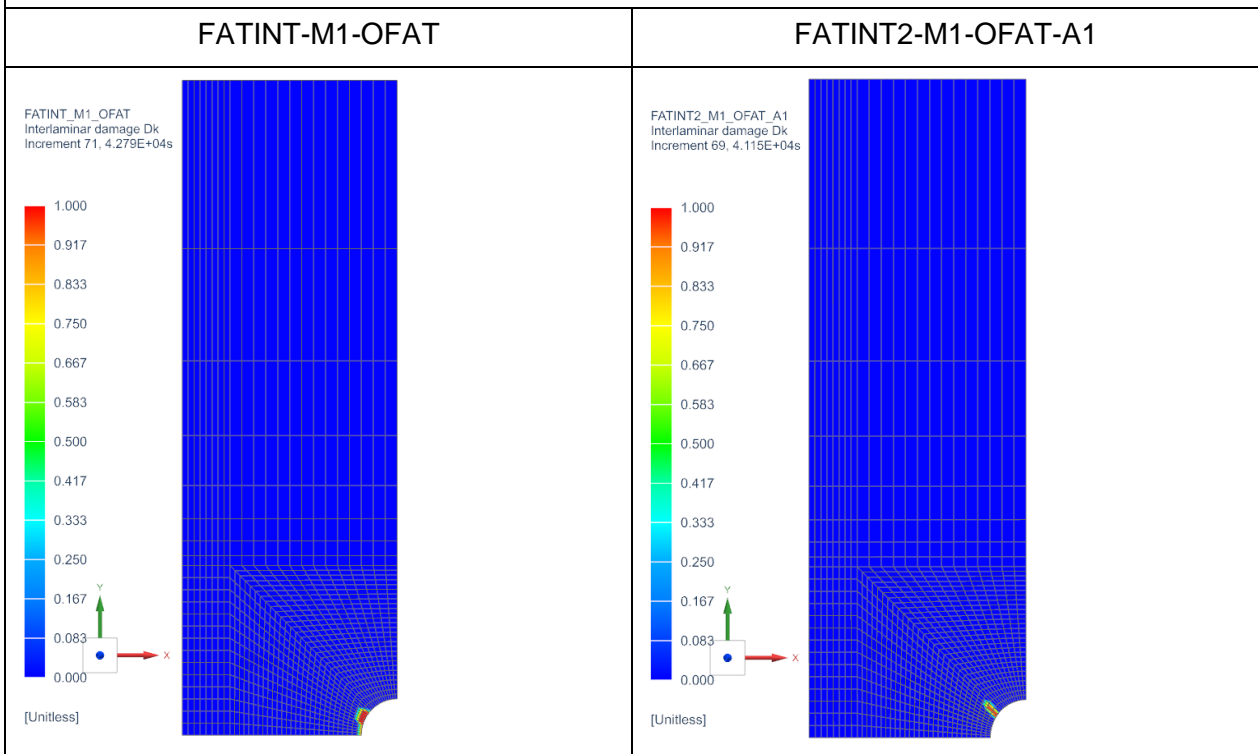 FATINT-M1-OFAT
FATINT2-M1-OFAT-A1
FATINT_M1_OFAT
Interlaminar damage Dk
Increment 71, 4.279E+04s
1.000
0.917
0.833
0.750
0.667
0.583
0.500
0.417
0.333
0.250
0.167
0.083
0.000
Y
X
[Unitless]
FATINT2_M1_OFAT_A1
Interlaminar damage Dk
Increment 69, 4.115E+04s
1.000
0.917
0.833
0.750
0.667
0.583
0.500
0.417
0.333
0.250
0.167
0.083
0.000
Y
X
[Unitless]